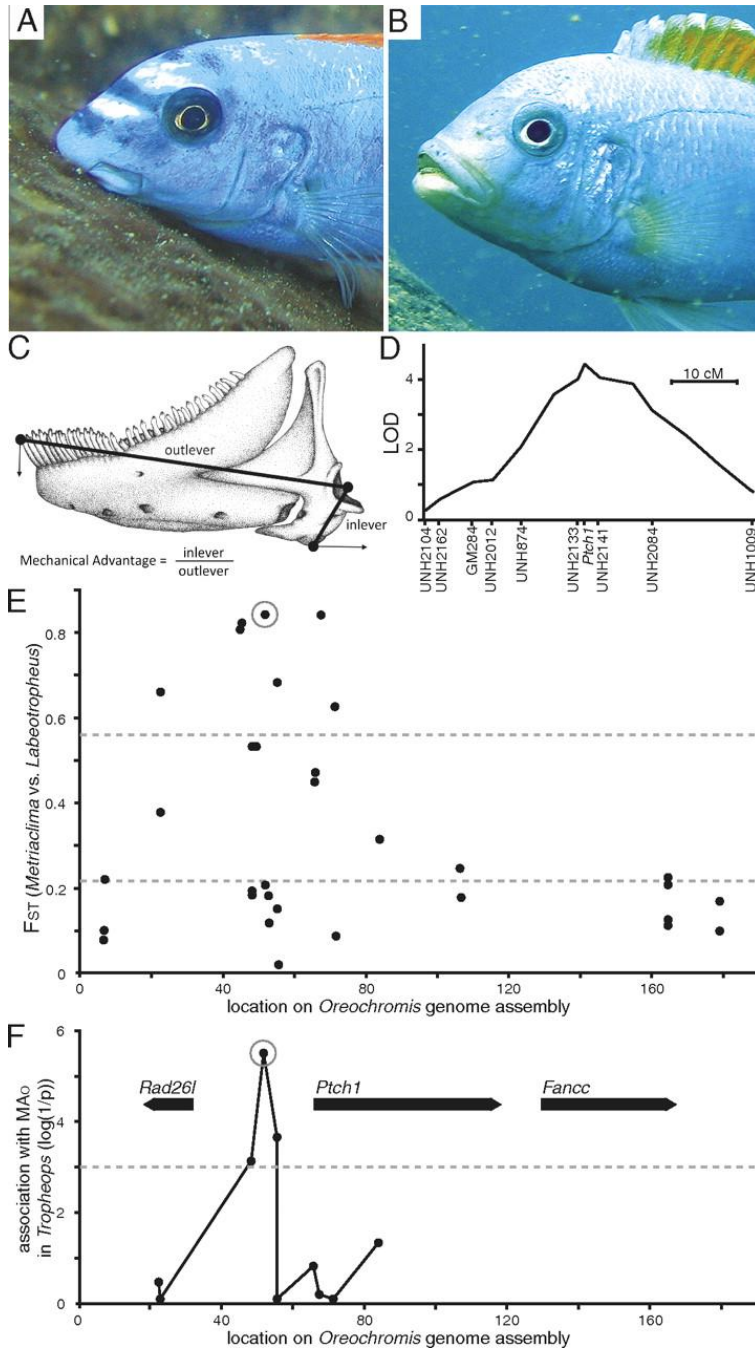 A
B
C
outlever
inlever
Mechanical Advantage = inlever
outlever
D
LOD
4
2
0
10 cM
UNH2104
UNH2162
GM284
UNH2012
UNH874
UNH2133
Ptch1
UNH2141
UNH2084
UNH1009
E
FST (Metriaclima vs. Labeotropheus)
0.8
0.6
0.4
0.2
0
0 40 80 120 160
location on Oreochromis genome assembly
F
association with MAO
in Tropheops (log(1/p))
6
4
2
0
Rad26l
Ptch1
Fancc
0 40 80 120 160
location on Oreochromis genome assembly